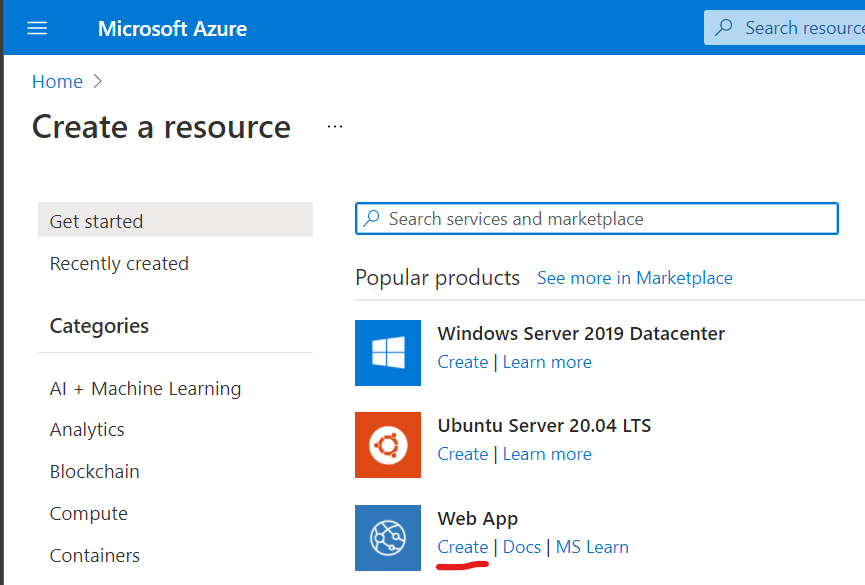 Microsoft Azure
Search resource
Home
Create a resource
...
Get started
Recently created
Categories
AI + Machine Learning
Analytics
Blockchain
Compute
Containers
Search services and marketplace
Popular products See more in Marketplace
Windows Server 2019 Datacenter
Create | Learn more
Ubuntu Server 20.04 LTS
Create | Learn more
Web App
Create | Docs | MS Learn